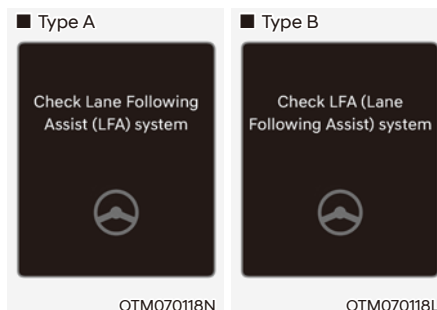 ■ Type A
Check Lane Following
Assist (LFA) system
OTM070118N
■ Type B
Check LFA (Lane
Following Assist) system
OTM070118L